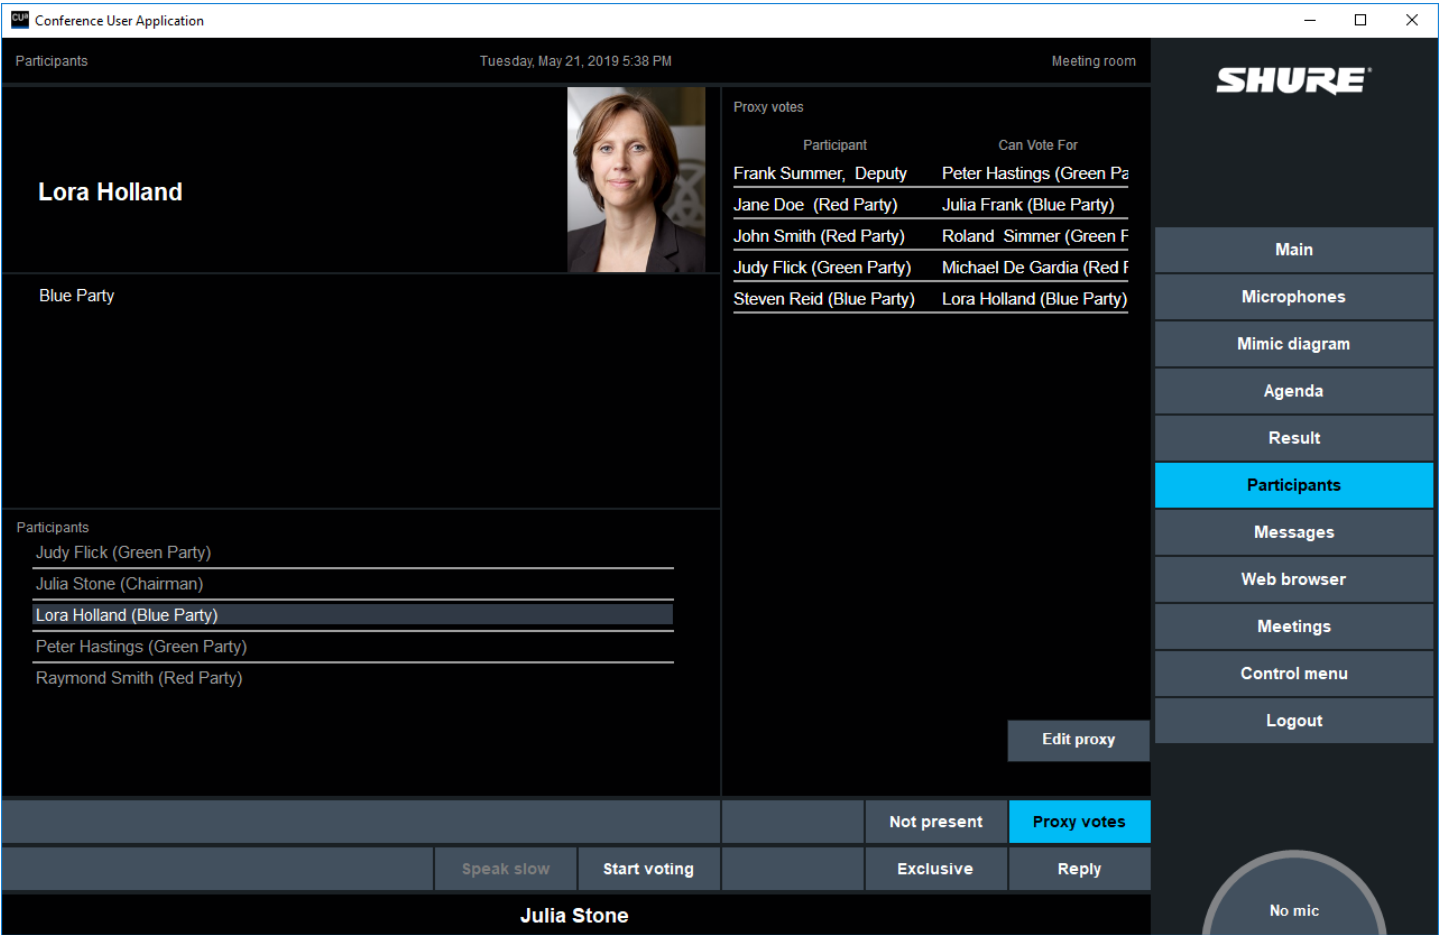 CUa Conference User Application
Participants Tuesday, May 21, 2019 5:38 PM Meeting room
SHURE
Lora Holland
Blue Party
Participants
Judy Flick (Green Party)
Julia Stone (Chairman)
Lora Holland (Blue Party)
Peter Hastings (Green Party)
Raymond Smith (Red Party)
Proxy votes
Participant Can Vote For
Frank Summer, Deputy Peter Hastings (Green Pa
Jane Doe (Red Party) Julia Frank (Blue Party)
John Smith (Red Party) Roland Simmer (Green
Judy Flick (Green Party) Michael De Gardia (Red
Steven Reid (Blue Party) Lora Holland (Blue Party)
Edit proxy
Not present Proxy votes
Speak slow Start voting Exclusive Reply
Julia Stone
Main
Microphones
Mimic diagram
Agenda
Result
Participants
Messages
Web browser
Meetings
Control menu
Logout
No mic